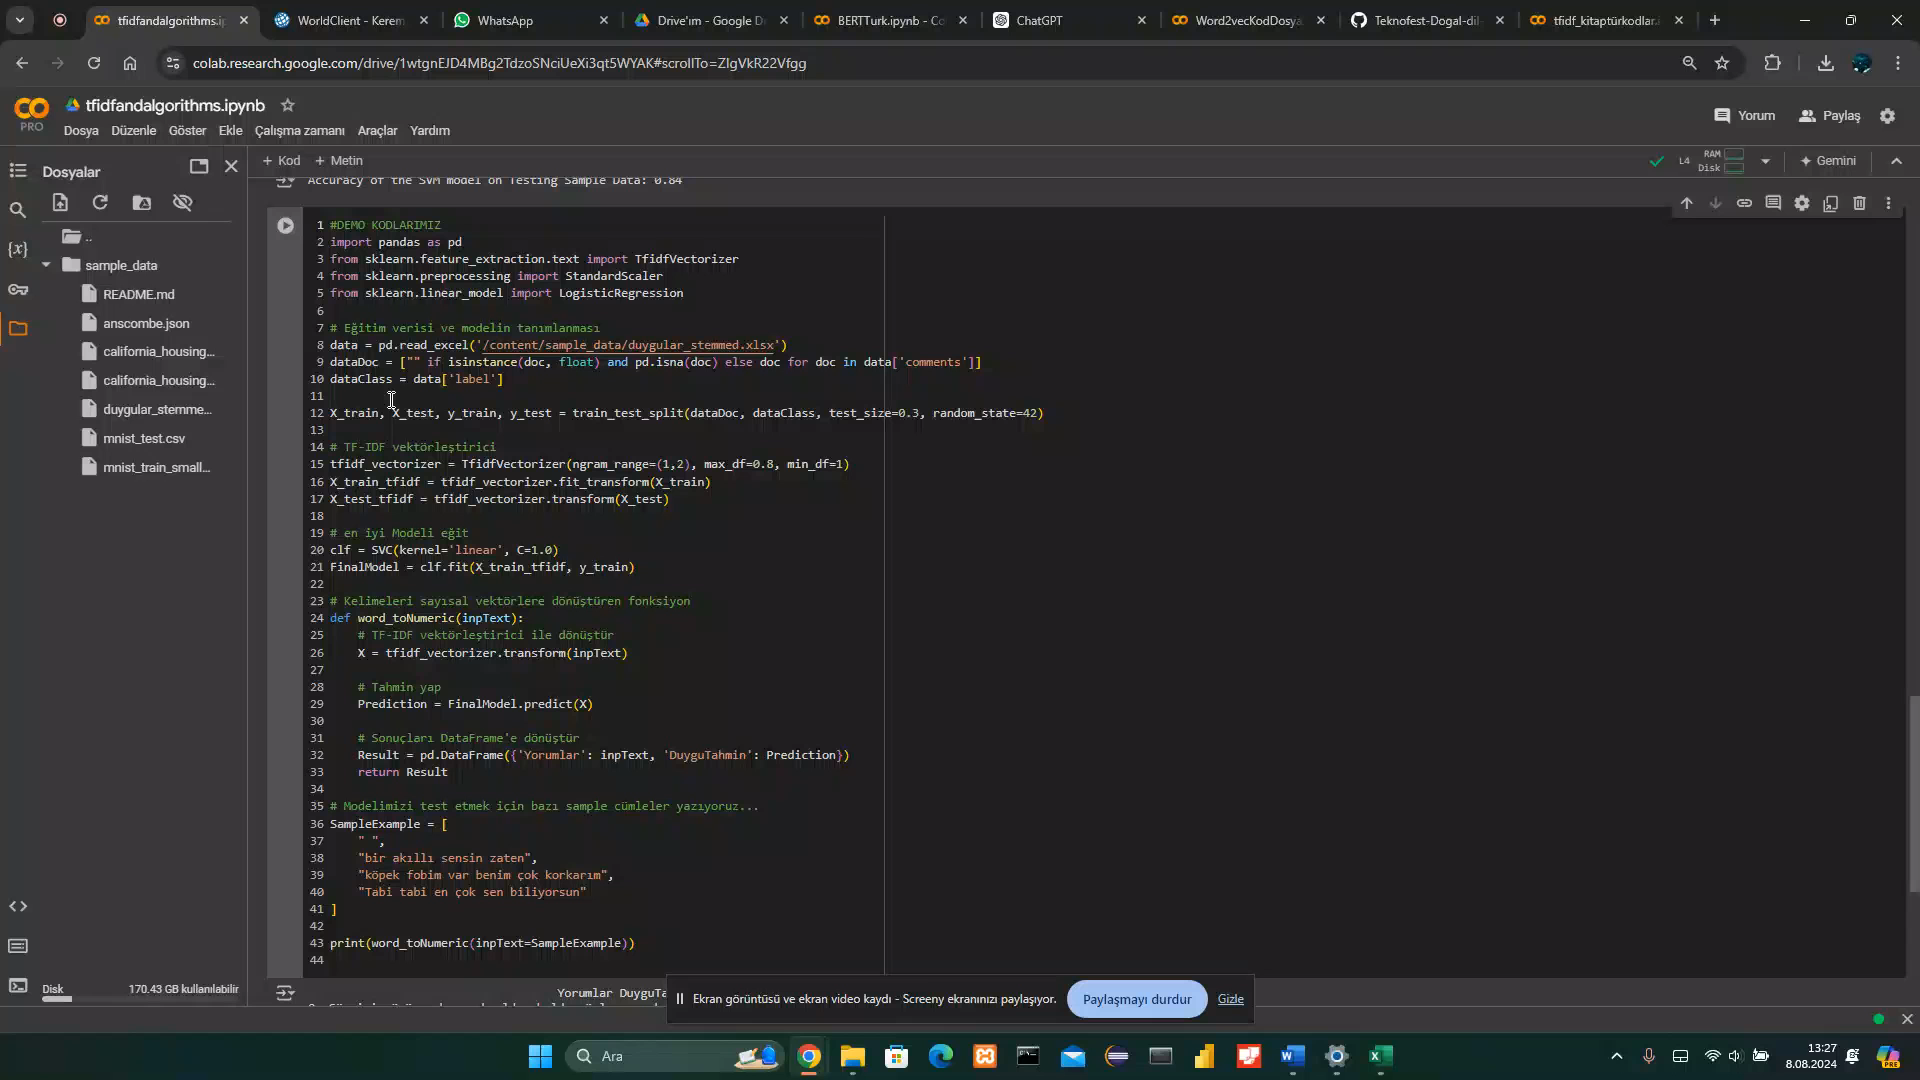 tfidfandalgorithms.ip
WorldClient - Kerem
WhatsApp
Drive'ım - Google D
BERTTurk.ipynb - Co
ChatGPT
Word2vecKodDosya
Teknofest-Dogal-dil-
tfidf_kitaptürkodlar.i
colab.research.google.com/drive/1wtgnEJD4MBg2TdzoSNciUeXi3qt5WYAK#scrollTo=ZIgVkR22Vfgg
PRO
tfidfandalgorithms.ipynb
Dosya Düzenle Göster Ekle Çalışma zamanı Araçlar Yardım
Yorum
Paylaş
Dosyalar
..
sample_data
README.md
anscombe.json
california_housing...
california_housing...
duygular_stemme...
mnist_test.csv
mnist_train_small...
Disk 170.43 GB kullanılabilir
+ Kod + Metin
L4 RAM Disk
Gemini
Accuracy of the SVM model on Testing Sample Data: 0.84
1 #DEMO KODLARIMIZ
2 import pandas as pd
3 from sklearn.feature_extraction.text import TfidfVectorizer
4 from sklearn.preprocessing import StandardScaler
5 from sklearn.linear_model import LogisticRegression
6
7 # Eğitim verisi ve modelin tanımlanması
8 data = pd.read_excel('/content/sample_data/duygular_stemmed.xlsx')
9 dataDoc = ["" if isinstance(doc, float) and pd.isna(doc) else doc for doc in data['comments']]
10 dataClass = data['label']
11
12 X_train, X_test, y_train, y_test = train_test_split(dataDoc, dataClass, test_size=0.3, random_state=42)
13
14 # TF-IDF vektörleştirici
15 tfidf_vectorizer = TfidfVectorizer(ngram_range=(1,2), max_df=0.8, min_df=1)
16 X_train_tfidf = tfidf_vectorizer.fit_transform(X_train)
17 X_test_tfidf = tfidf_vectorizer.transform(X_test)
18
19 # en iyi Modeli eğit
20 clf = SVC(kernel='linear', C=1.0)
21 FinalModel = clf.fit(X_train_tfidf, y_train)
22
23 # Kelimeleri sayısal vektörlere dönüştüren fonksiyon
24 def word_toNumeric(inpText):
25 # TF-IDF vektörleştirici ile dönüştür
26 X = tfidf_vectorizer.transform(inpText)
27
28 # Tahmin yap
29 Prediction = FinalModel.predict(X)
30
31 # Sonuçları DataFrame'e dönüştür
32 Result = pd.DataFrame({'Yorumlar': inpText, 'DuyguTahmin': Prediction})
33 return Result
34
35 # Modelimizi test etmek için bazı sample cümleler yazıyoruz...
36 SampleExample = [
37 " ",
38 "bir akıllı sensin zaten",
39 "köpek fobim var benim çok korkarım",
40 "Tabi tabi en çok sen biliyorsun"
41 ]
42
43 print(word_toNumeric(inpText=SampleExample))
44
Yorumlar DuyguTa
Ekran görüntüsü ve ekran video kaydı - Screeny ekranınızı paylaşıyor.
Paylaşmayı durdur
Gizle
Ara
13:27
8.08.2024